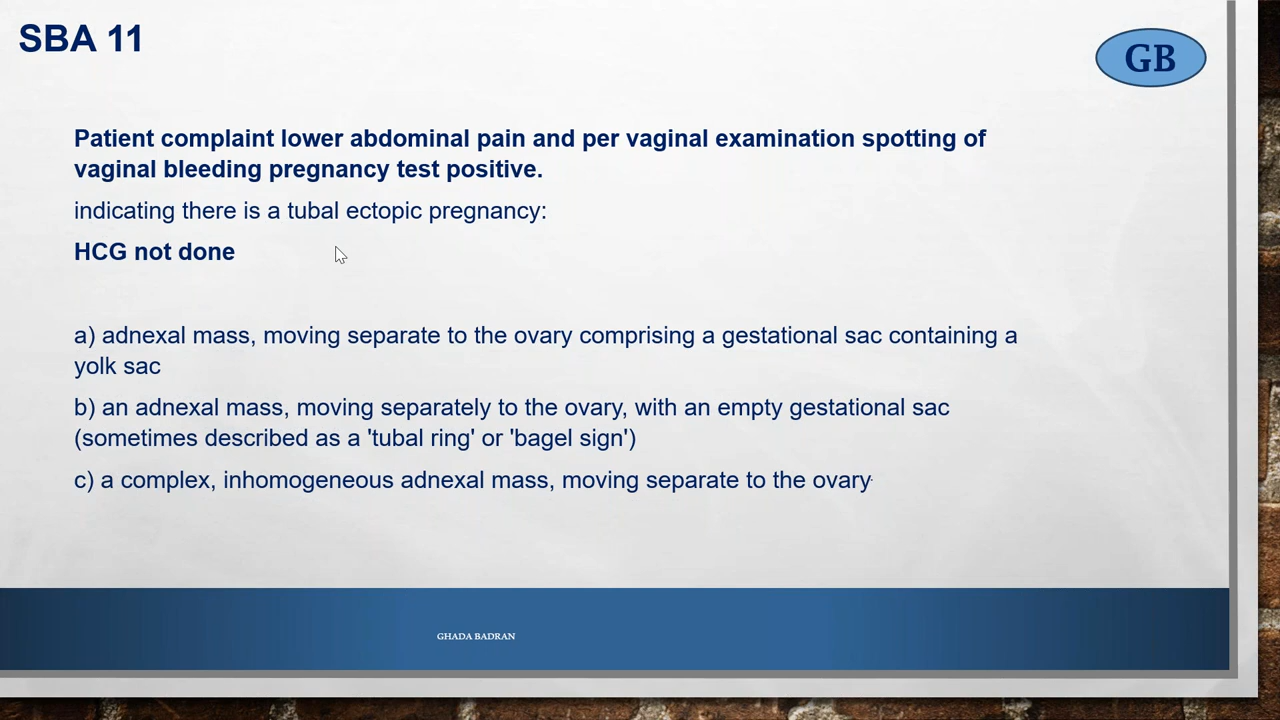 SBA 11
GB
Patient complaint lower abdominal pain and per vaginal examination spotting of
vaginal bleeding pregnancy test positive.
indicating there is a tubal ectopic pregnancy:
HCG not done
a) adnexal mass, moving separate to the ovary comprising a gestational sac containing a
yolk sac
b) an adnexal mass, moving separately to the ovary, with an empty gestational sac
(sometimes described as a 'tubal ring' or 'bagel sign')
c) a complex, inhomogeneous adnexal mass, moving separate to the ovary.
GHADA BADRAN